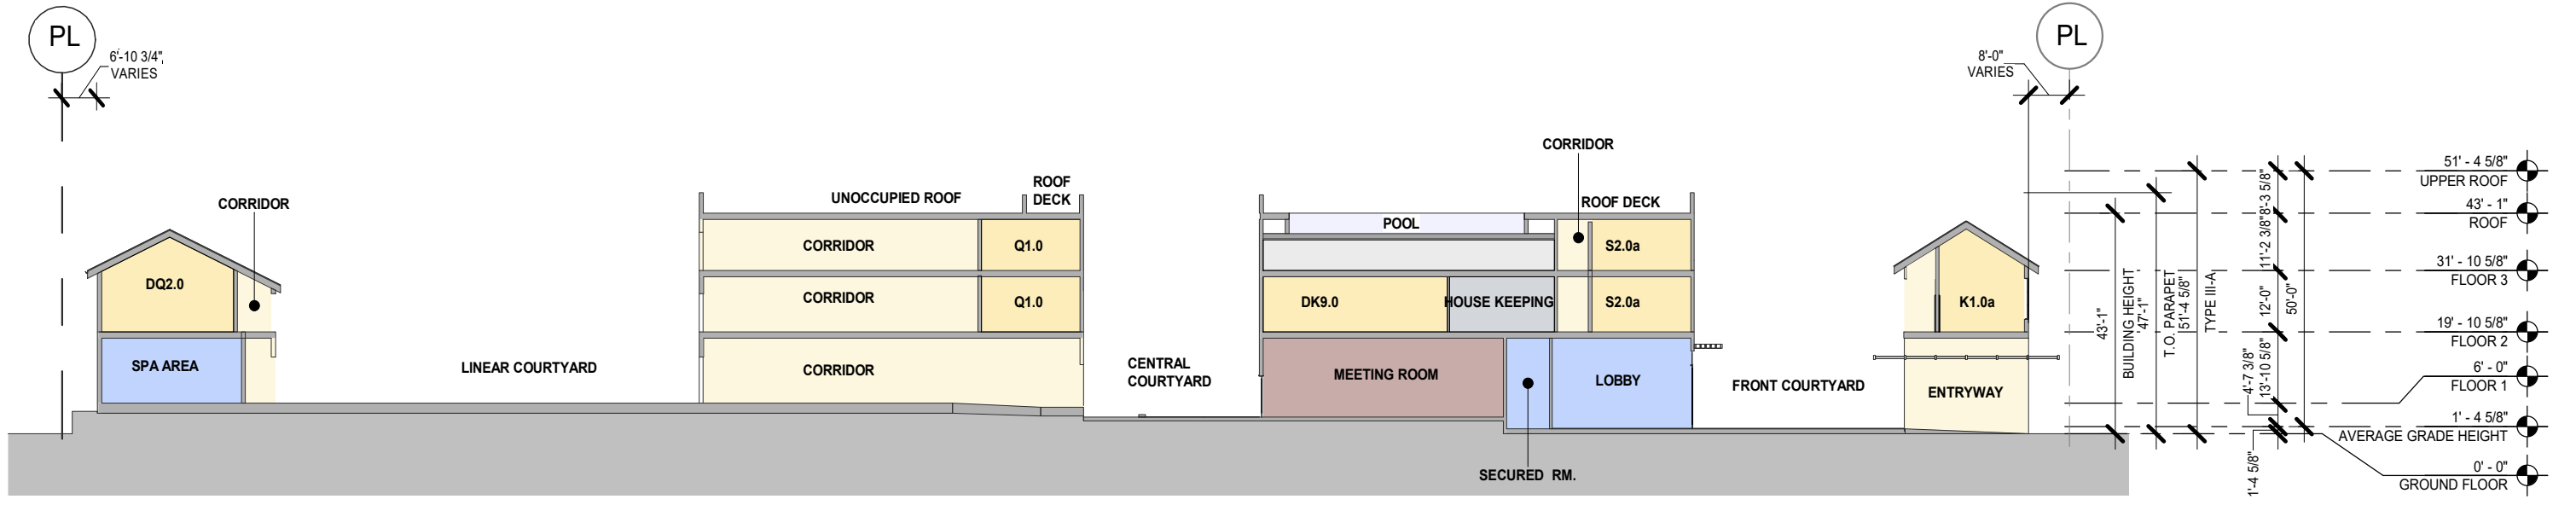 PL
6'-10 3/4"
VARIES
PL
8'-0"
VARIES
CORRIDOR
CORRIDOR
UNOCCUPIED ROOF
ROOF
DECK
POOL
ROOF DECK
DQ2.0
CORRIDOR
Q1.0
S2.0a
CORRIDOR
Q1.0
DK9.0
HOUSE KEEPING
S2.0a
K1.0a
SPA AREA
LINEAR COURTYARD
CORRIDOR
CENTRAL
COURTYARD
MEETING ROOM
LOBBY
FRONT COURTYARD
ENTRYWAY
SECURED RM.
43'-1"
BUILDING HEIGHT
47'-1"
T.O. PARAPET
51'-4 5/8"
TYPE III-A
8'-3 5/8"
11'-2 3/8"
12'-0"
13'-10 5/8"
4'-7 3/8"
1'-4 5/8"
50'-0"
51' - 4 5/8"
UPPER ROOF
43' - 1"
ROOF
31' - 10 5/8"
FLOOR 3
19' - 10 5/8"
FLOOR 2
6' - 0"
FLOOR 1
1' - 4 5/8"
AVERAGE GRADE HEIGHT
0' - 0"
GROUND FLOOR